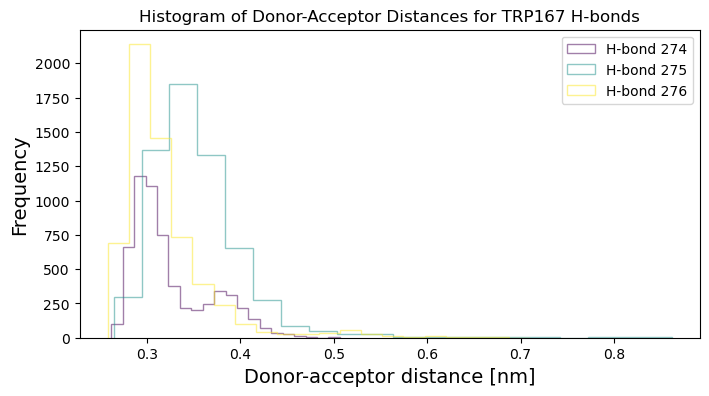 Histogram of Donor-Acceptor Distances for TRP167 H-bonds
H-bond 274
H-bond 275
H-bond 276
Frequency
2000
1750
1500
1250
1000
750
500
250
0
0.3 0.4 0.5 0.6 0.7 0.8
Donor-acceptor distance [nm]